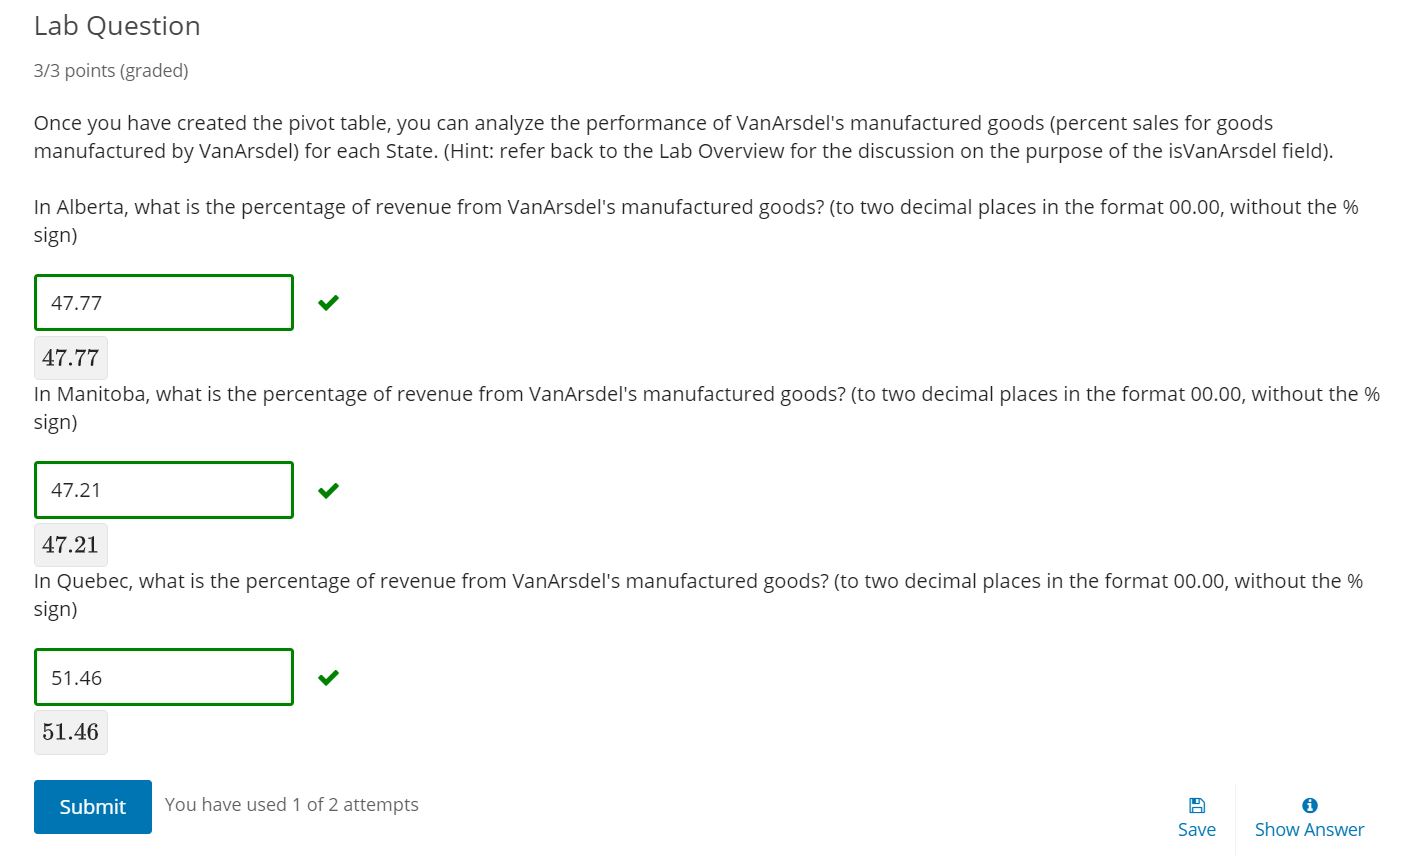 Lab Question
3/3 points (graded)
Once you have created the pivot table, you can analyze the performance of VanArsdel's manufactured goods (percent sales for goods
manufactured by VanArsdel) for each State. (Hint: refer back to the Lab Overview for the discussion on the purpose of the isVanArsdel field).
In Alberta, what is the percentage of revenue from VanArsdel's manufactured goods? (to two decimal places in the format 00.00, without the %
sign)
47.77
47.77
In Manitoba, what is the percentage of revenue from VanArsdel's manufactured goods? (to two decimal places in the format 00.00, without the %
sign)
47.21
47.21
In Quebec, what is the percentage of revenue from VanArsdel's manufactured goods? (to two decimal places in the format 00.00, without the %
sign)
51.46
51.46
Submit You have used 1 of 2 attempts
Save Show Answer